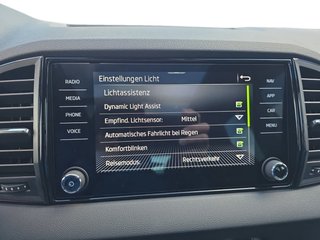 RADIO
MEDIA
PHONE
VOICE
Einstellungen Licht
Lichtassistenz
Dynamic Light Assist
Empfind. Lichtsensor: Mittel
Automatisches Fahrlicht bei Regen
Komfortblinken
Reisemodus: Rechtsverkehr
NAV
APP
CAR
MENU